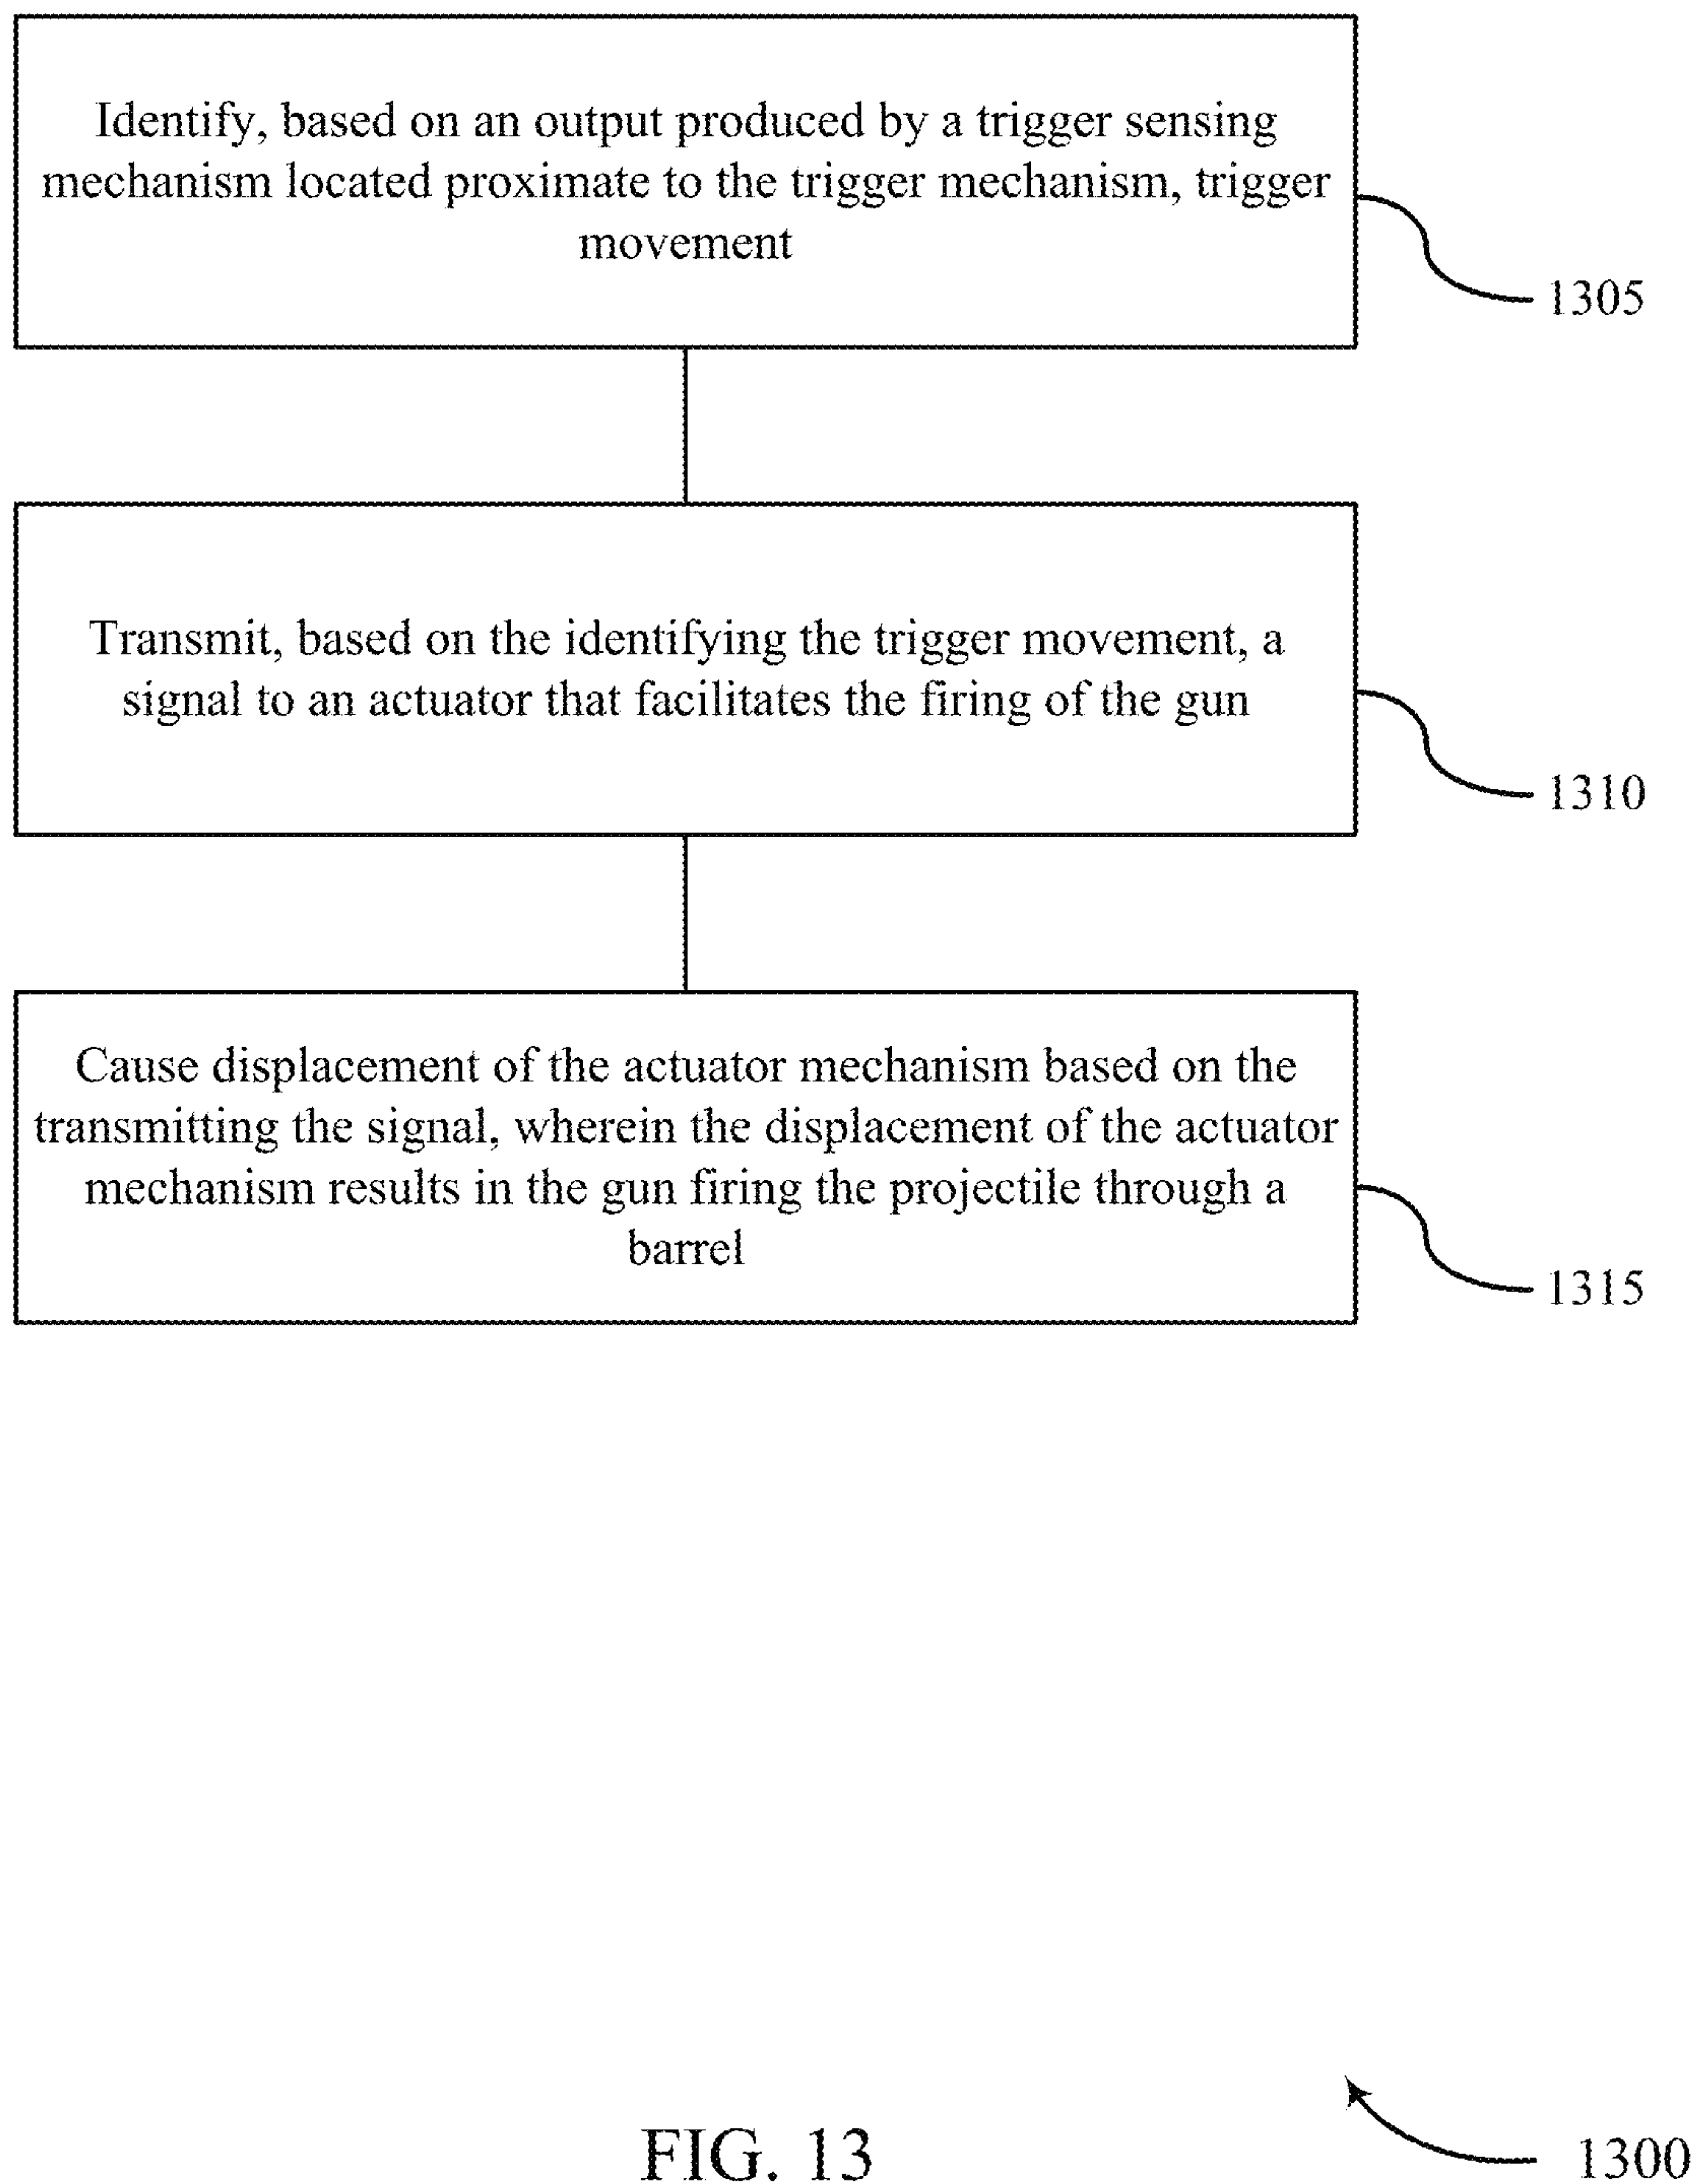 Identify, based on an output produced by a trigger sensing
mechanism located proximate to the trigger mechanism, trigger
movement
1305
Transmit, based on the identifying the trigger movement, a
signal to an actuator that facilitates the firing of the gun
1310
Cause displacement of the actuator mechanism based on the
transmitting the signal, wherein the displacement of the actuator
mechanism results in the gun firing the projectile through a
barrel
1315
FIG. 13
1300